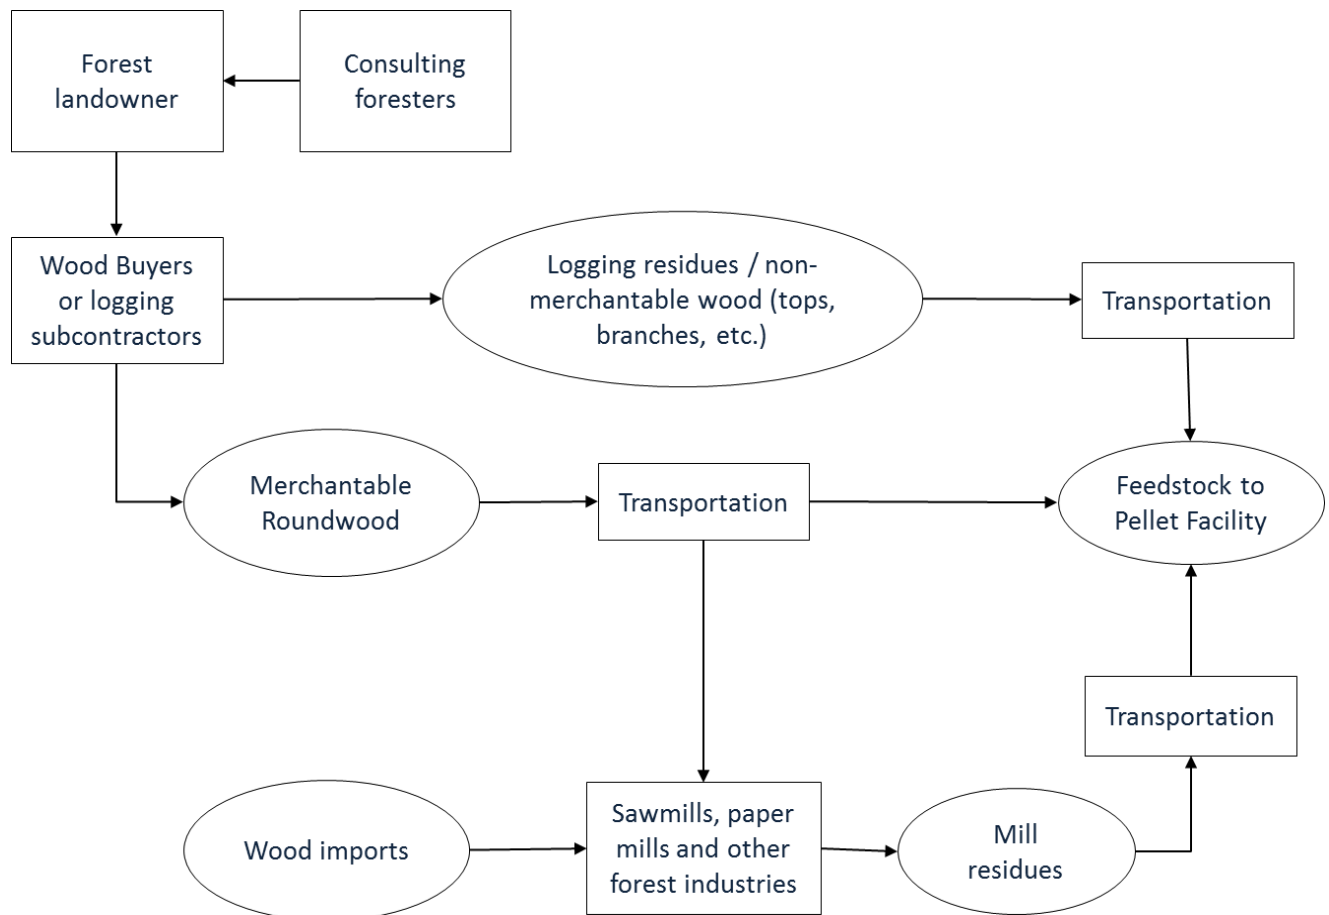 Forest
landowner
Consulting
foresters
Wood Buyers
or logging
subcontractors
Logging residues / non-
merchantable wood (tops,
branches, etc.)
Transportation
Merchantable
Roundwood
Transportation
Feedstock to
Pellet Facility
Transportation
Wood imports
Sawmills, paper
mills and other
forest industries
Mill
residues